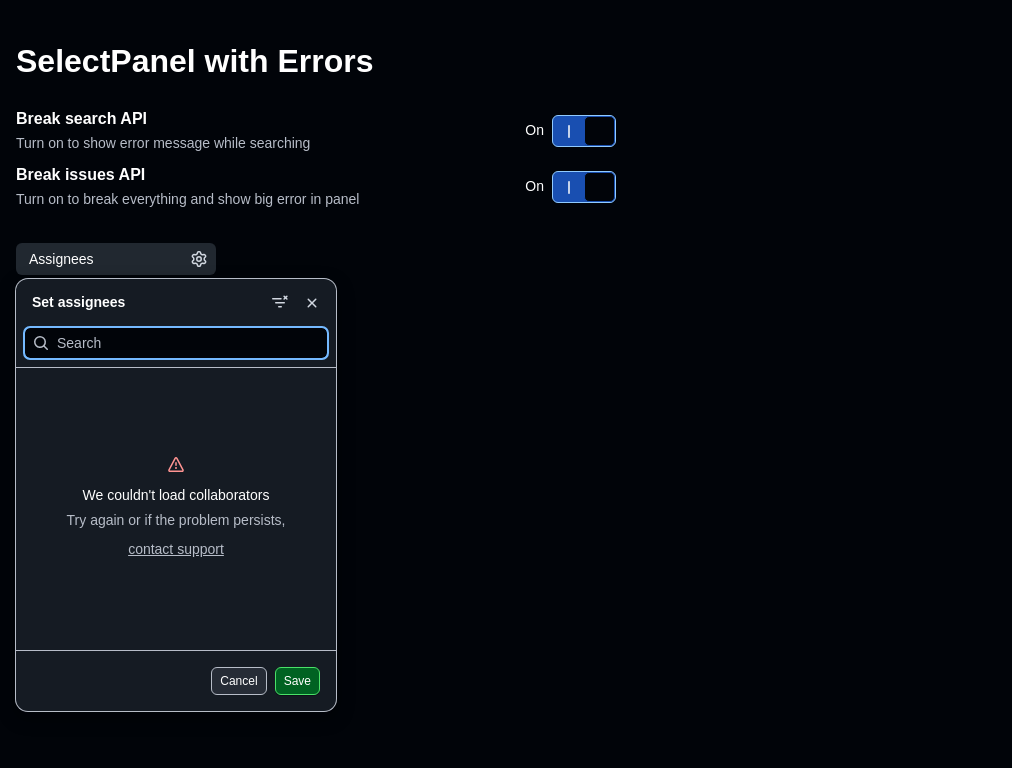 SelectPanel with Errors
Break search API
On
Turn on to show error message while searching
Break issues API
On
Turn on to break everything and show big error in panel
Assignees
Set assignees
Search
We couldn't load collaborators
Try again or if the problem persists,
contact support
Cancel
Save